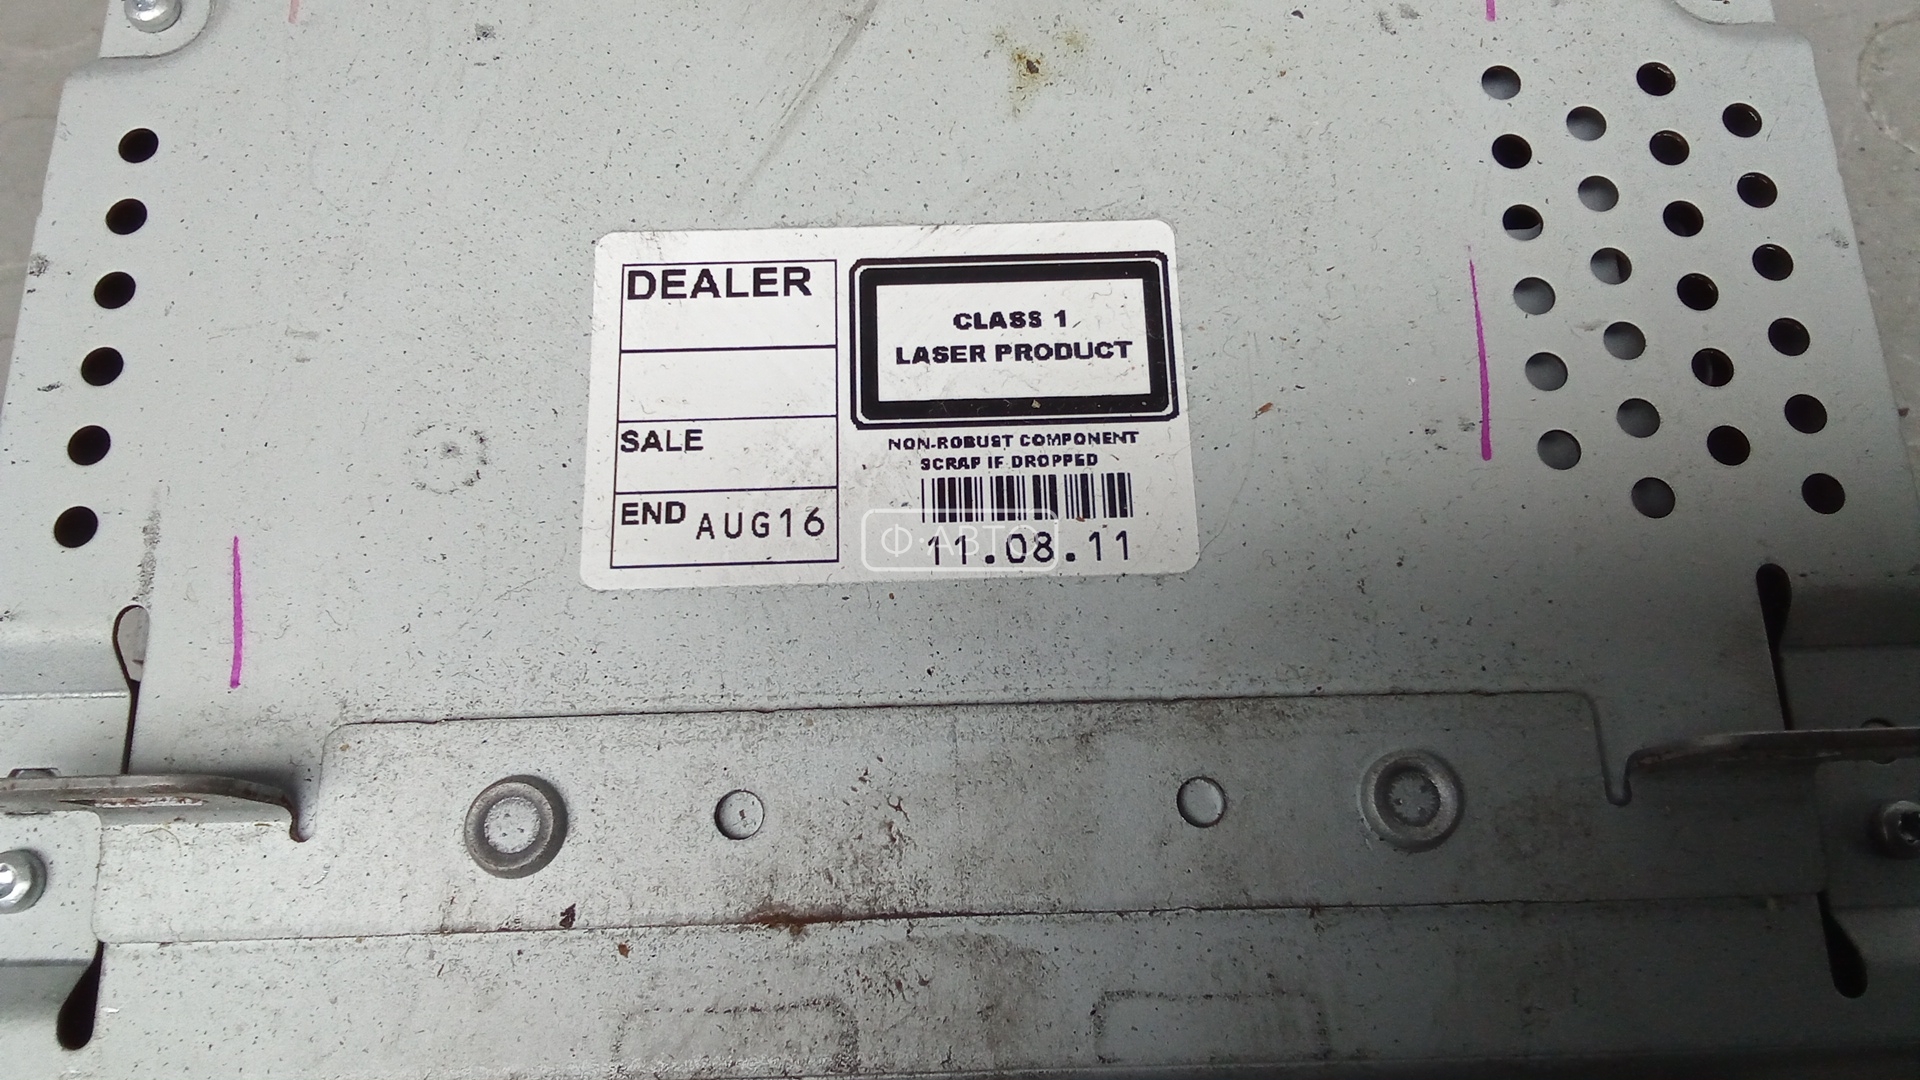 DEALER
SALE
END AUG16
CLASS 1
LASER PRODUCT
NON-ROBUST COMPONENT
SCRAP IF DROPPED
11.08.11
Ф·АВТО